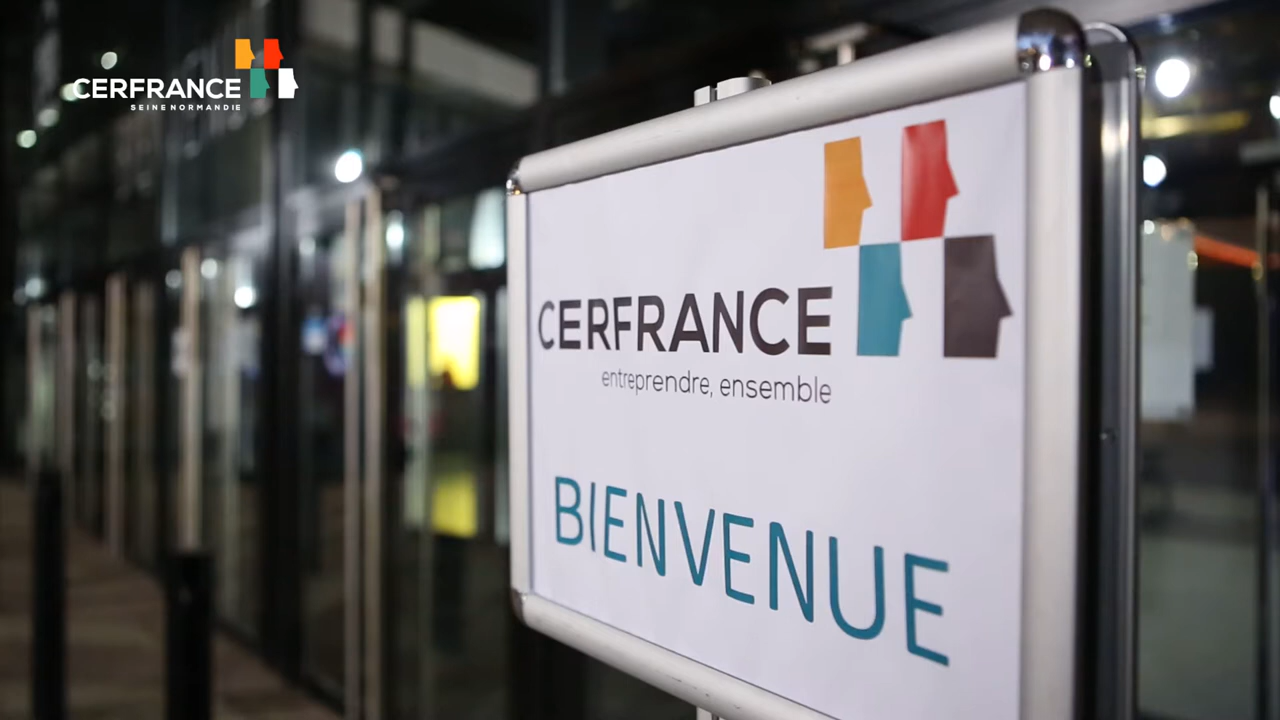 CERFRANCE
SEINE NORMANDIE
CERFRANCE
entreprendre, ensemble
BIENVENUE